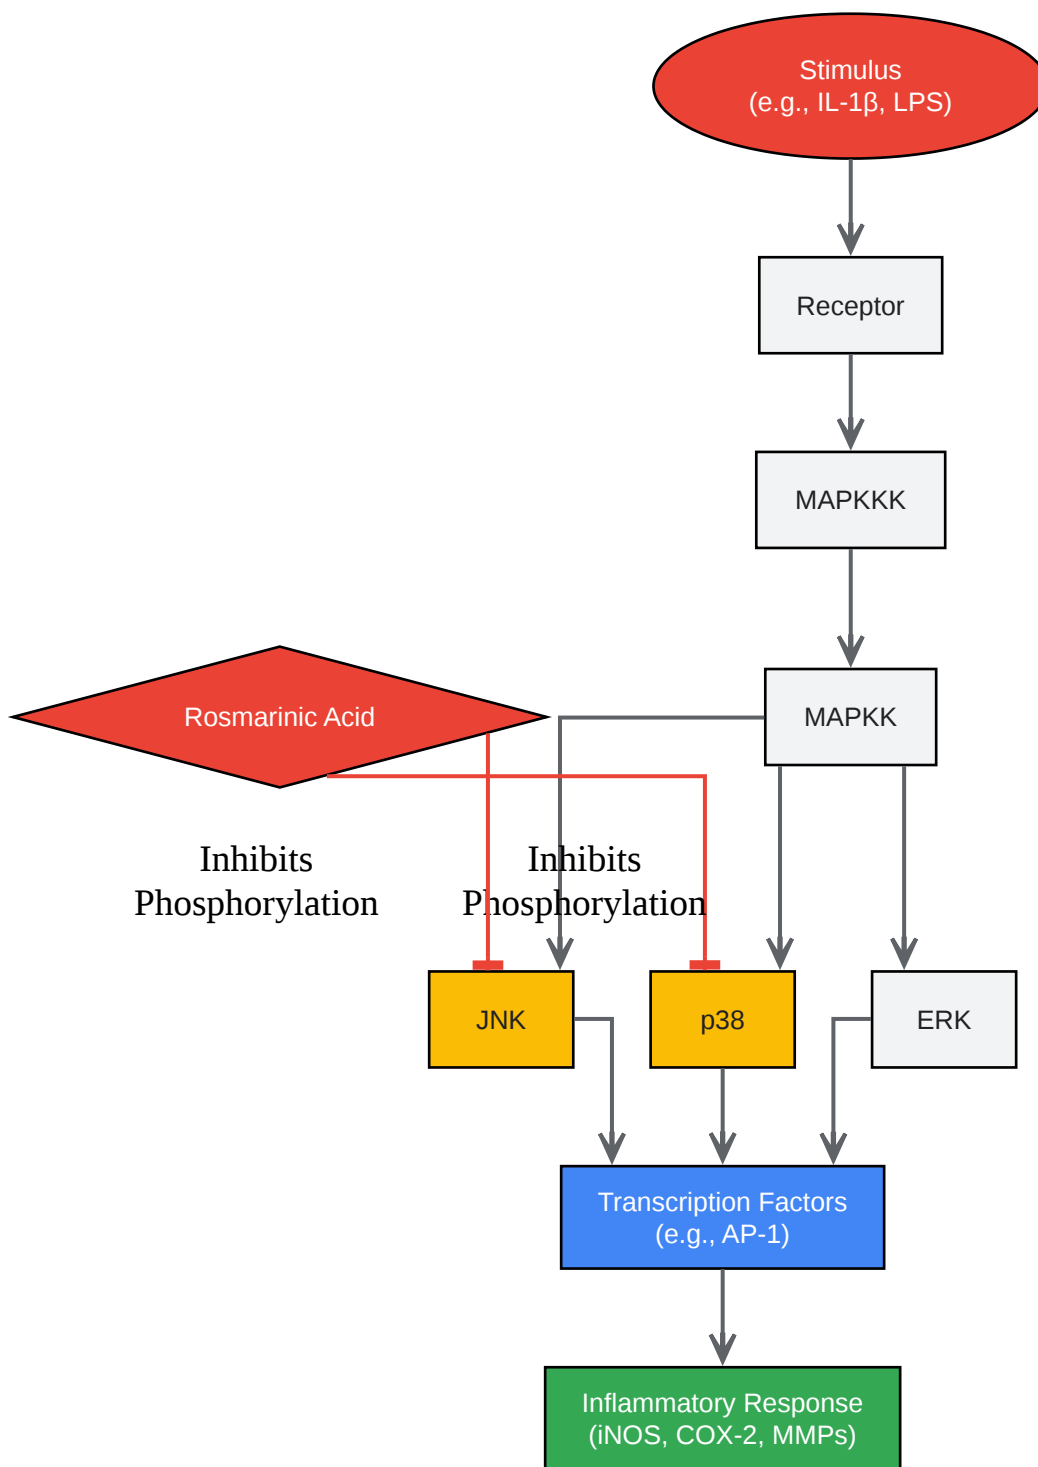 Stimulus
(e.g., IL-1β, LPS)
Receptor
MAPKKK
Rosmarinic Acid
MAPKK
Inhibits
Phosphorylation
Inhibits
Phosphorylation
JNK
p38
ERK
Transcription Factors
(e.g., AP-1)
Inflammatory Response
(iNOS, COX-2, MMPs)